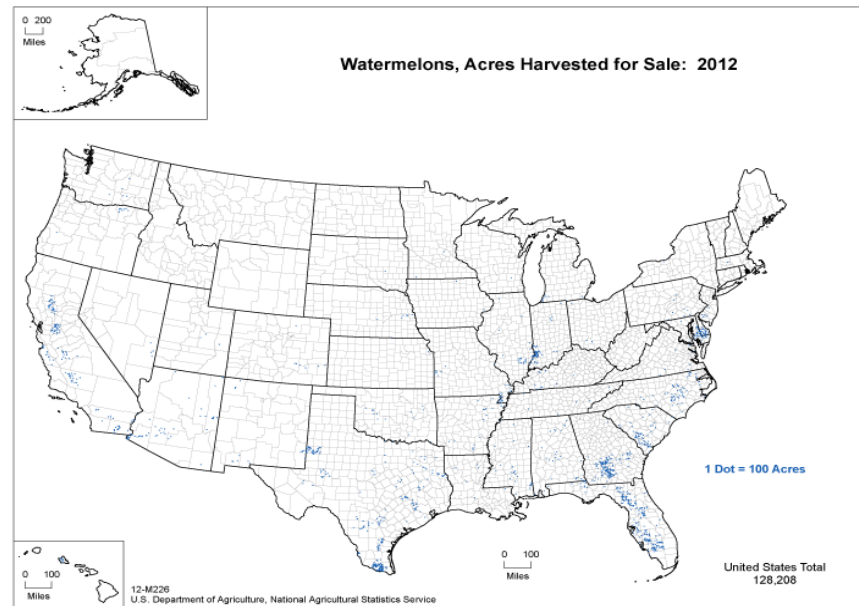 0 200
Miles
Watermelons, Acres Harvested for Sale: 2012
1 Dot = 100 Acres
0 100
Miles
0 100
Miles
United States Total
128,208
12-M226
U.S. Department of Agriculture, National Agricultural Statistics Service